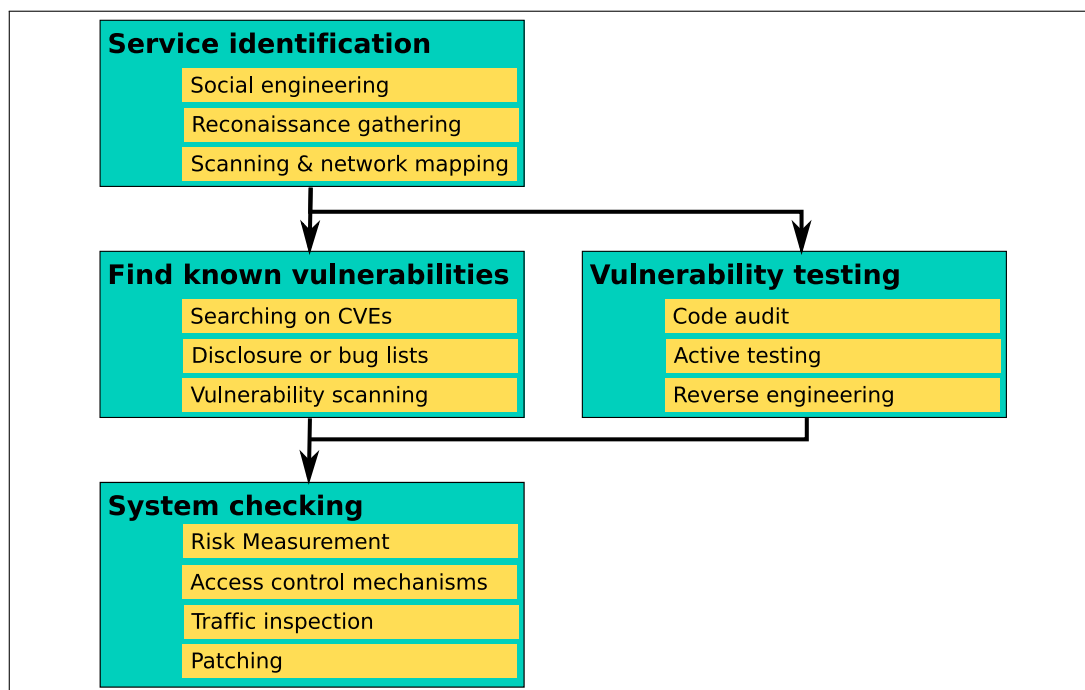 Service identification
Social engineering
Reconaissance gathering
Scanning & network mapping
Find known vulnerabilities
Searching on CVEs
Disclosure or bug lists
Vulnerability scanning
Vulnerability testing
Code audit
Active testing
Reverse engineering
System checking
Risk Measurement
Access control mechanisms
Traffic inspection
Patching